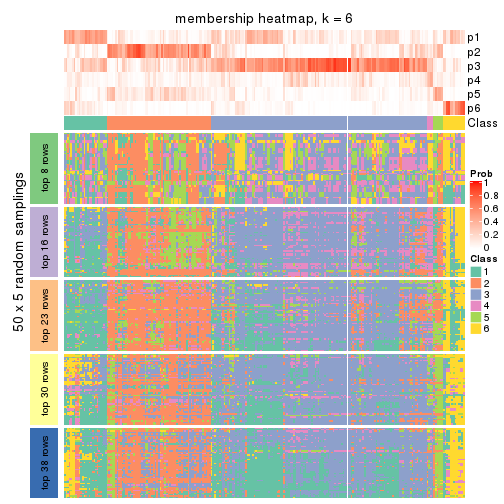 membership heatmap, k = 6
p1
p2
p3
p4
p5
p6
Class
50 x 5 random samplings
top 8 rows
top 16 rows
top 23 rows
top 30 rows
top 38 rows
Prob
1
0.8
0.6
0.4
0.2
0
Class
1
2
3
4
5
6